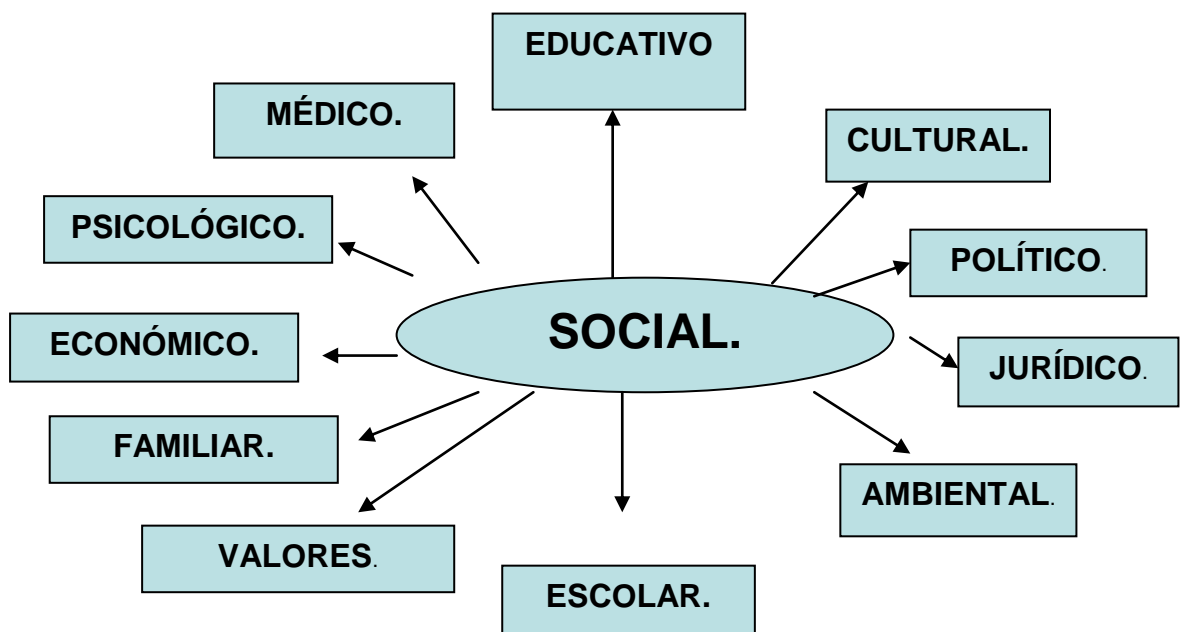 EDUCATIVO
MÉDICO.
CULTURAL.
PSICOLÓGICO.
POLÍTICO.
SOCIAL.
ECONÓMICO.
JURÍDICO.
FAMILIAR.
AMBIENTAL.
VALORES.
ESCOLAR.